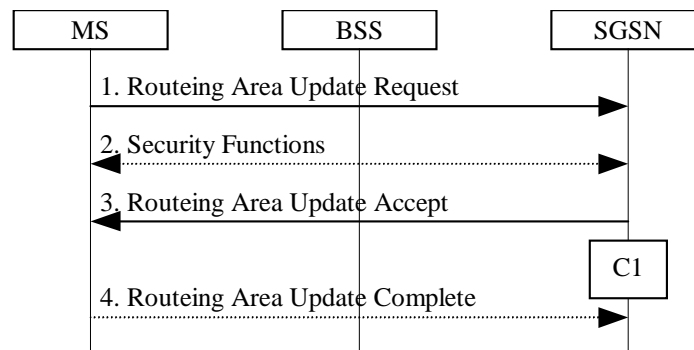 MS BSS SGSN
1. Routeing Area Update Request
2. Security Functions
3. Routeing Area Update Accept
C1
4. Routeing Area Update Complete